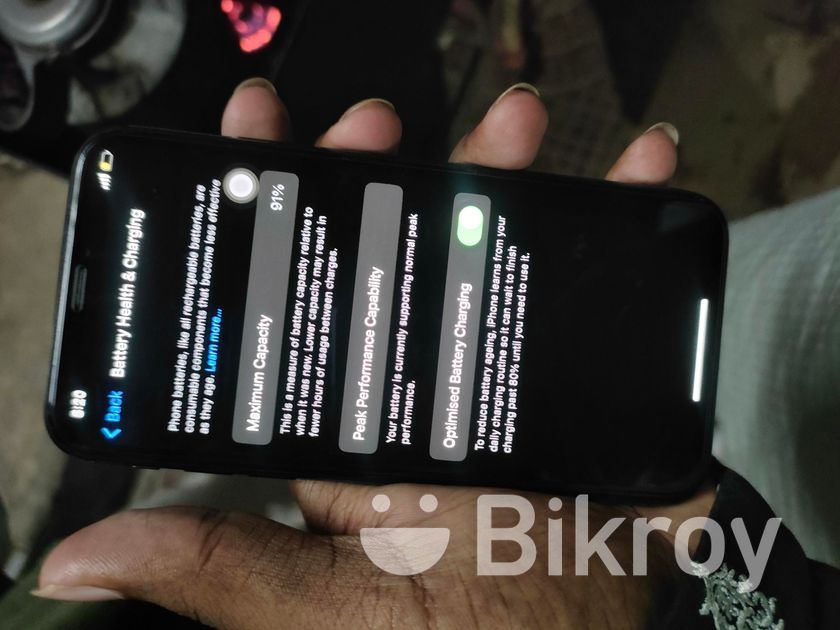 8:20
Back
Battery Health & Charging
Phone batteries, like all rechargeable batteries, are
consumable components that become less effective
as they age. Learn more...
Maximum Capacity 91%
This is a measure of battery capacity relative to
when it was new. Lower capacity may result in
fewer hours of usage between charges.
Peak Performance Capability
Your battery is currently supporting normal peak
performance.
Optimised Battery Charging
To reduce battery ageing, iPhone learns from your
daily charging routine so it can wait to finish
charging past 80% until you need to use it.
Bikroy